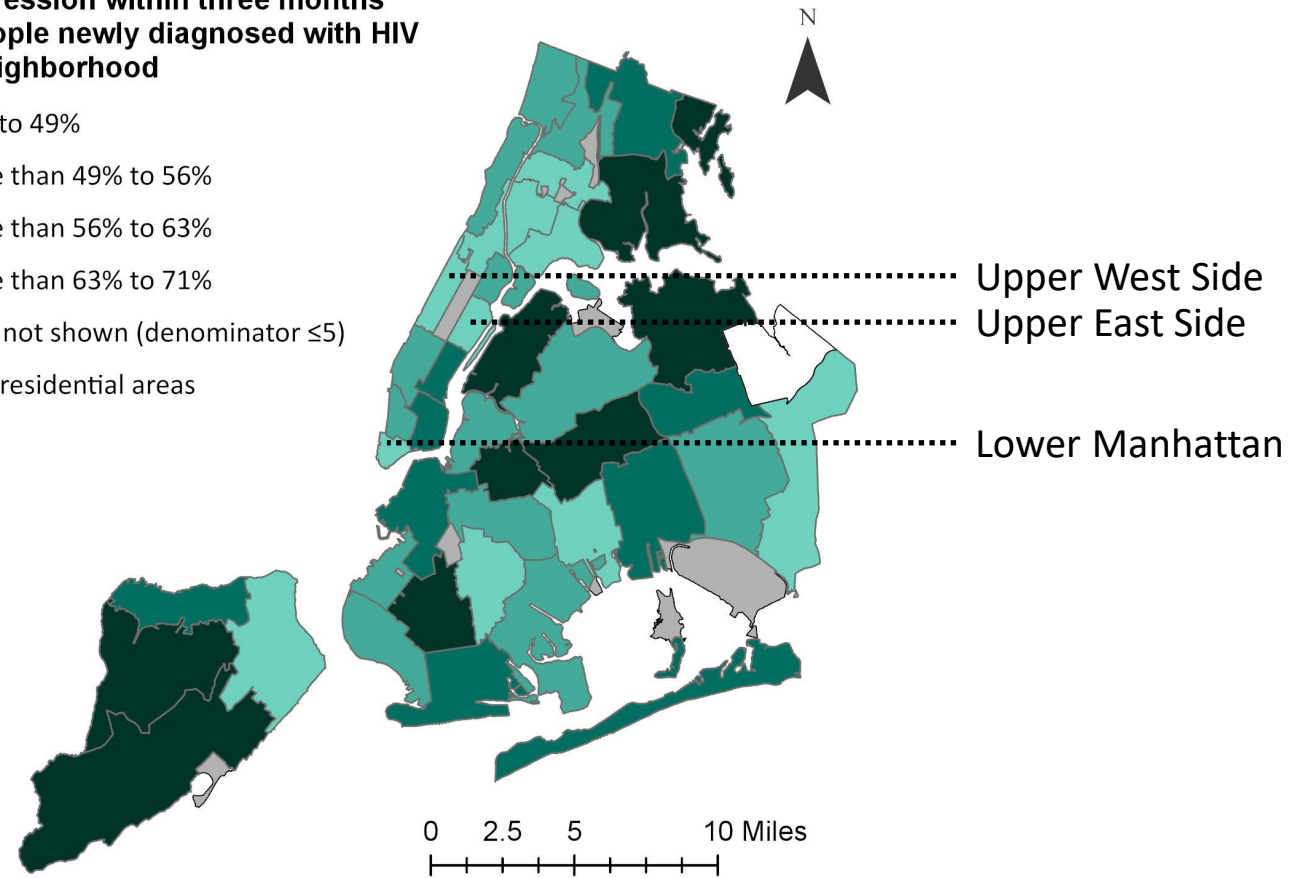 ression within three months
ople newly diagnosed with HIV
ighborhood
to 49%
e than 49% to 56%
e than 56% to 63%
e than 63% to 71%
not shown (denominator ≤5)
residential areas
N
Upper West Side
Upper East Side
Lower Manhattan
0 2.5 5 10 Miles